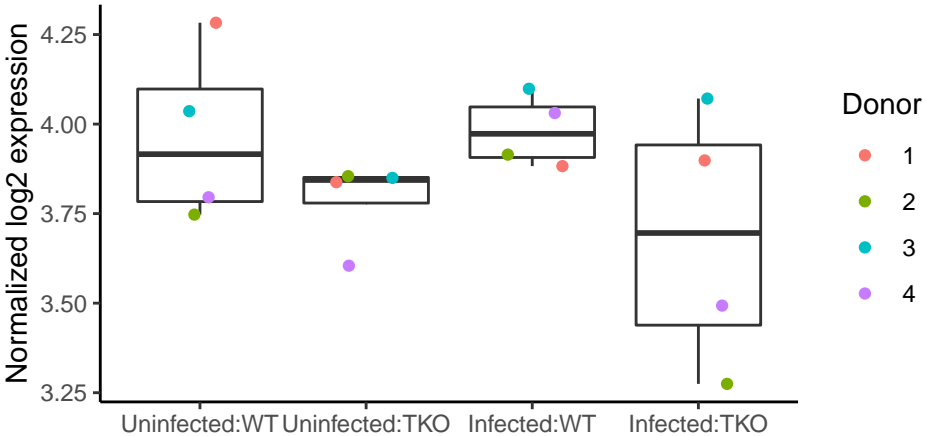 Normalized log2 expression
4.25
4.00
3.75
3.50
3.25
Uninfected:WT
Uninfected:TKO
Infected:WT
Infected:TKO
Donor
1
2
3
4